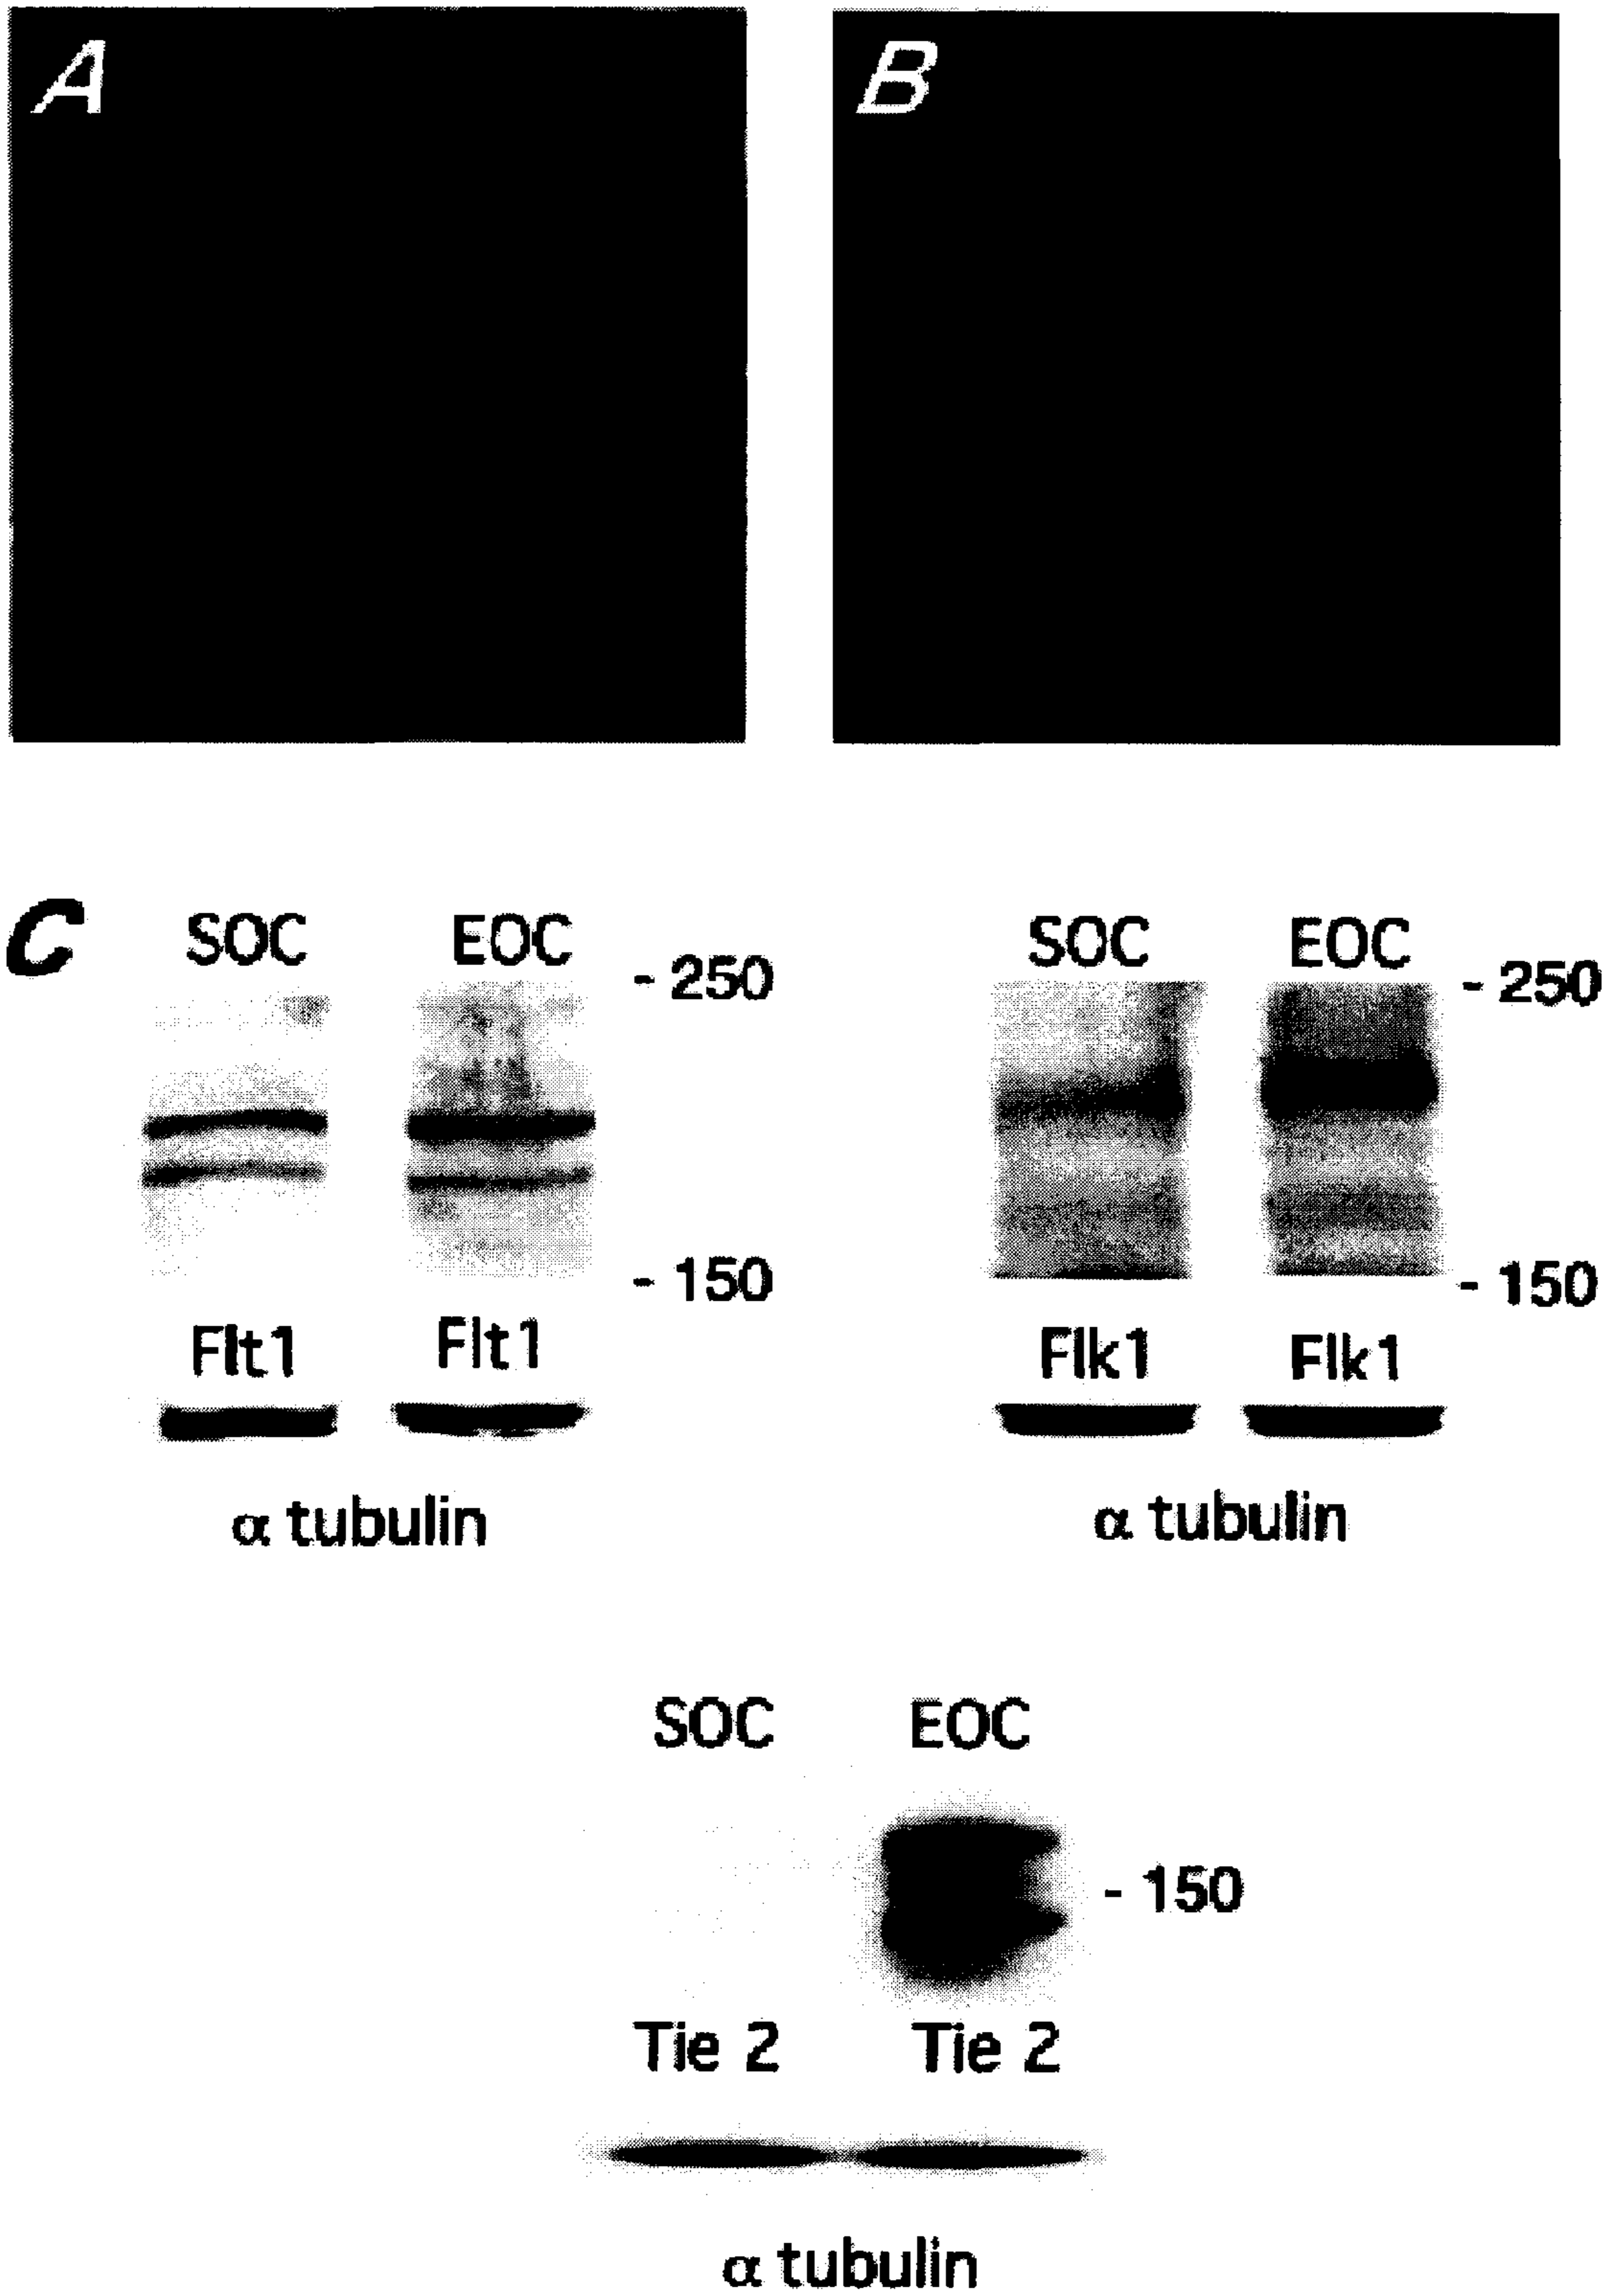 A B
C SOC EOC - 250 SOC EOC - 250
- 150 - 150
Flt1 Flt1 Flk1 Flk1
α tubulin α tubulin
SOC EOC
- 150
Tie 2 Tie 2
α tubulin